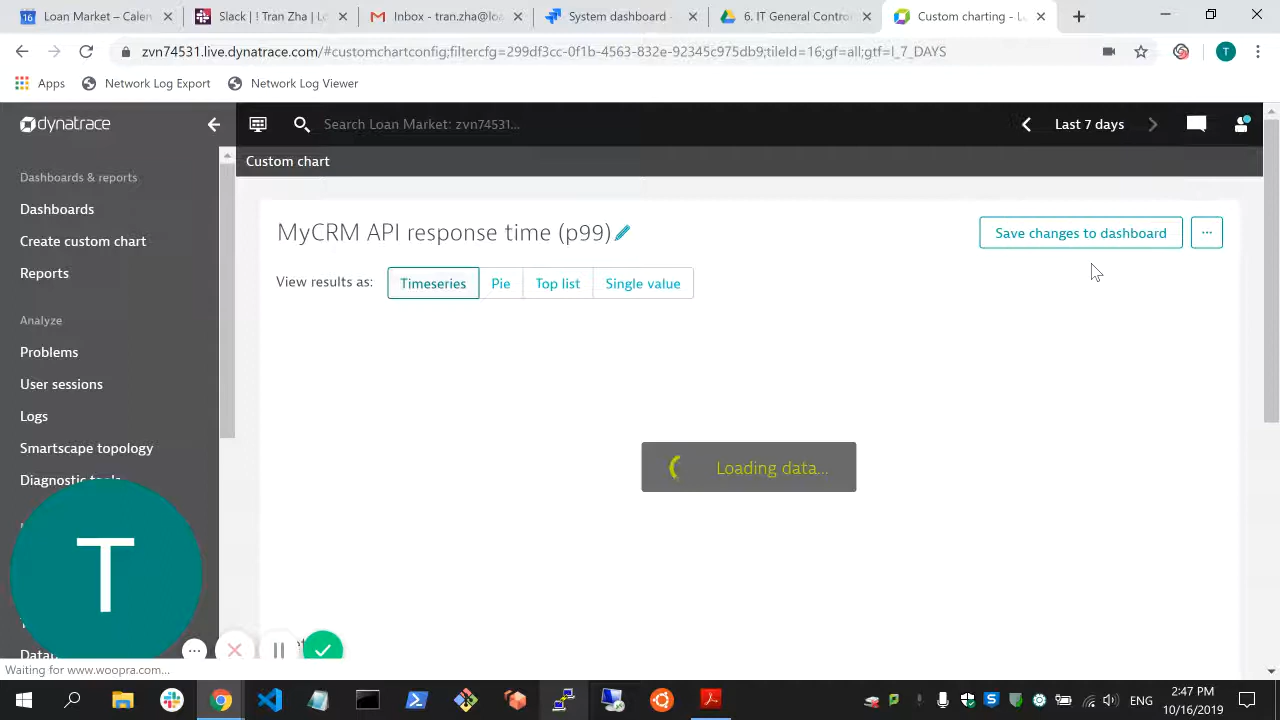 Loan Market - Calen
Slack | ! Tran Zha | L
Inbox - tran.zha@loa
System dashboard -
6. IT General Contro
Custom charting - L
zvn74531.live.dynatrace.com/#customchartconfig;filtercfg=299df3cc-0f1b-4563-832e-92345c975db9;tileId=16;gf=all;gtf=l_7_DAYS
T
Apps
Network Log Export
Network Log Viewer
dynatrace
Search Loan Market: zvn74531...
Last 7 days
Custom chart
Dashboards & reports
Dashboards
Create custom chart
Reports
Analyze
Problems
User sessions
Logs
Smartscape topology
Diagnostic tools
MyCRM API response time (p99)
Save changes to dashboard
...
View results as:
Timeseries
Pie
Top list
Single value
Loading data...
T
Waiting for www.woopra.com...
ENG
2:47 PM
10/16/2019